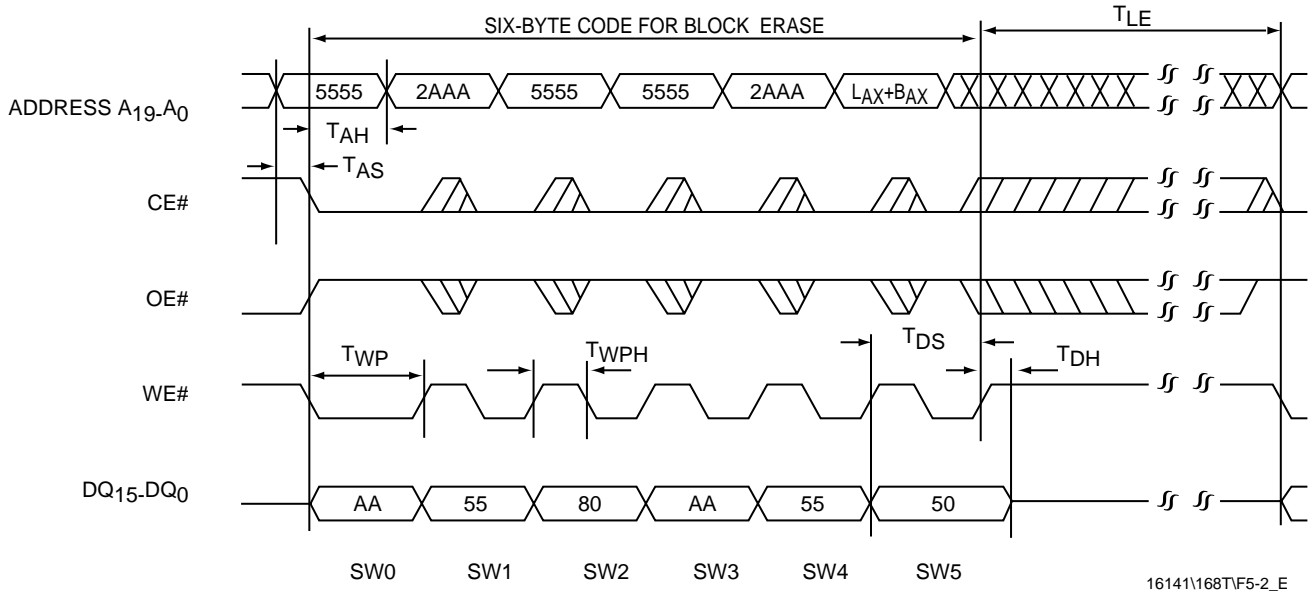 SIX-BYTE CODE FOR BLOCK ERASE
TLE
ADDRESS A19-A0
5555 2AAA 5555 5555 2AAA LAX+BAX
TAH
TAS
CE#
OE#
TWP TWPH TDS TDH
WE#
DQ15-DQ0
AA 55 80 AA 55 50
SW0 SW1 SW2 SW3 SW4 SW5
16141\168T\F5-2_E